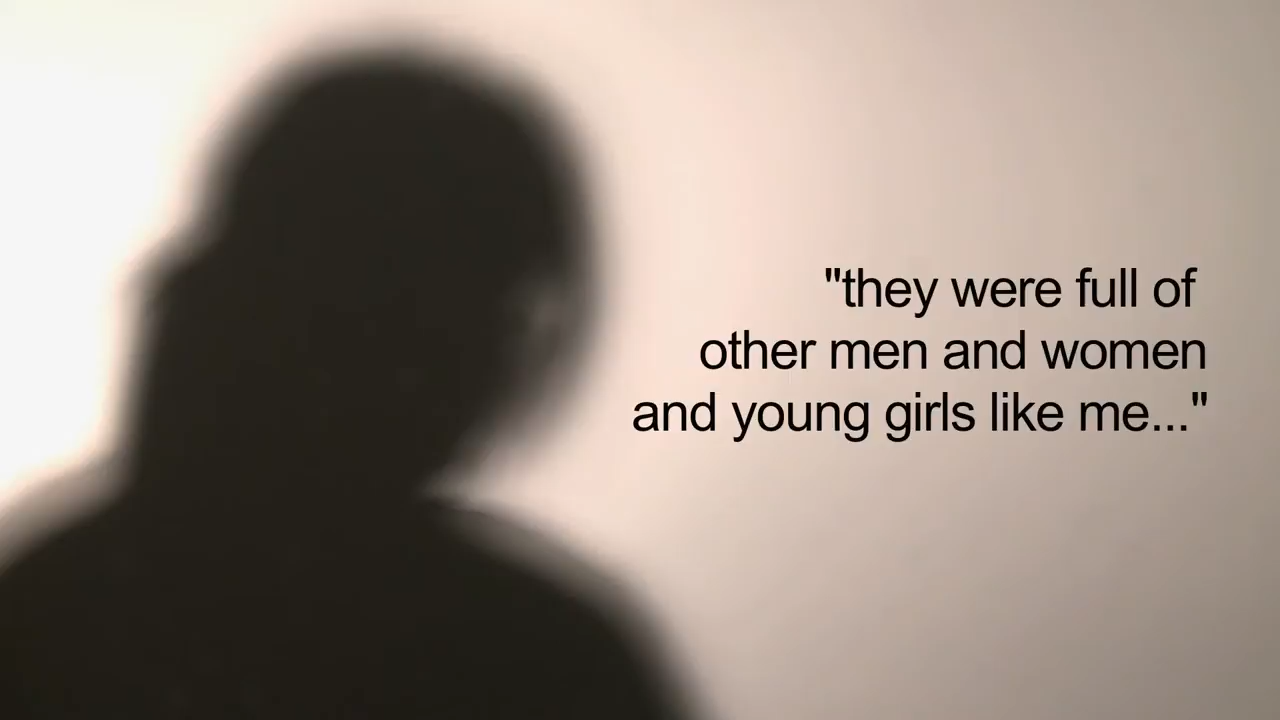 "they were full of
other men and women
and young girls like me..."